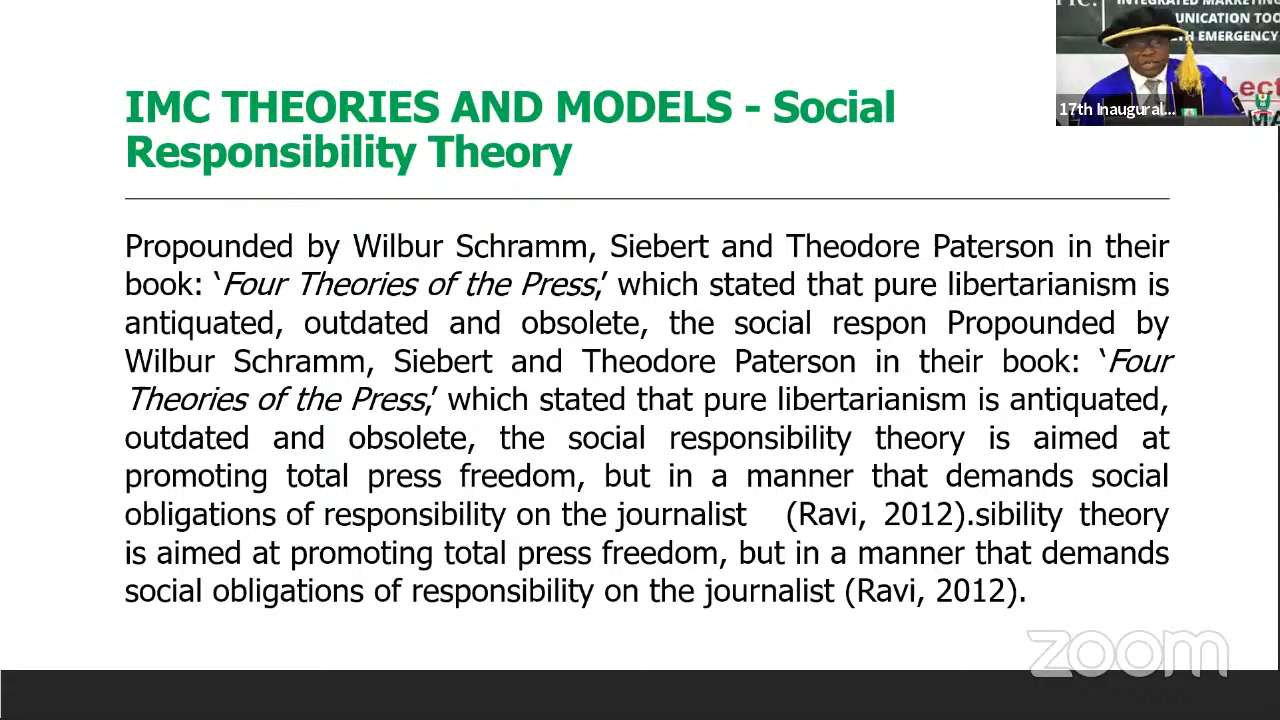 IMC THEORIES AND MODELS - Social
Responsibility Theory
Propounded by Wilbur Schramm, Siebert and Theodore Paterson in their
book: ‘Four Theories of the Press,’ which stated that pure libertarianism is
antiquated, outdated and obsolete, the social respon Propounded by
Wilbur Schramm, Siebert and Theodore Paterson in their book: ‘Four
Theories of the Press,’ which stated that pure libertarianism is antiquated,
outdated and obsolete, the social responsibility theory is aimed at
promoting total press freedom, but in a manner that demands social
obligations of responsibility on the journalist (Ravi, 2012).sibility theory
is aimed at promoting total press freedom, but in a manner that demands
social obligations of responsibility on the journalist (Ravi, 2012).
INTEGRATED MARKETING
EMERGENCY
17th Inaugural...
zoom